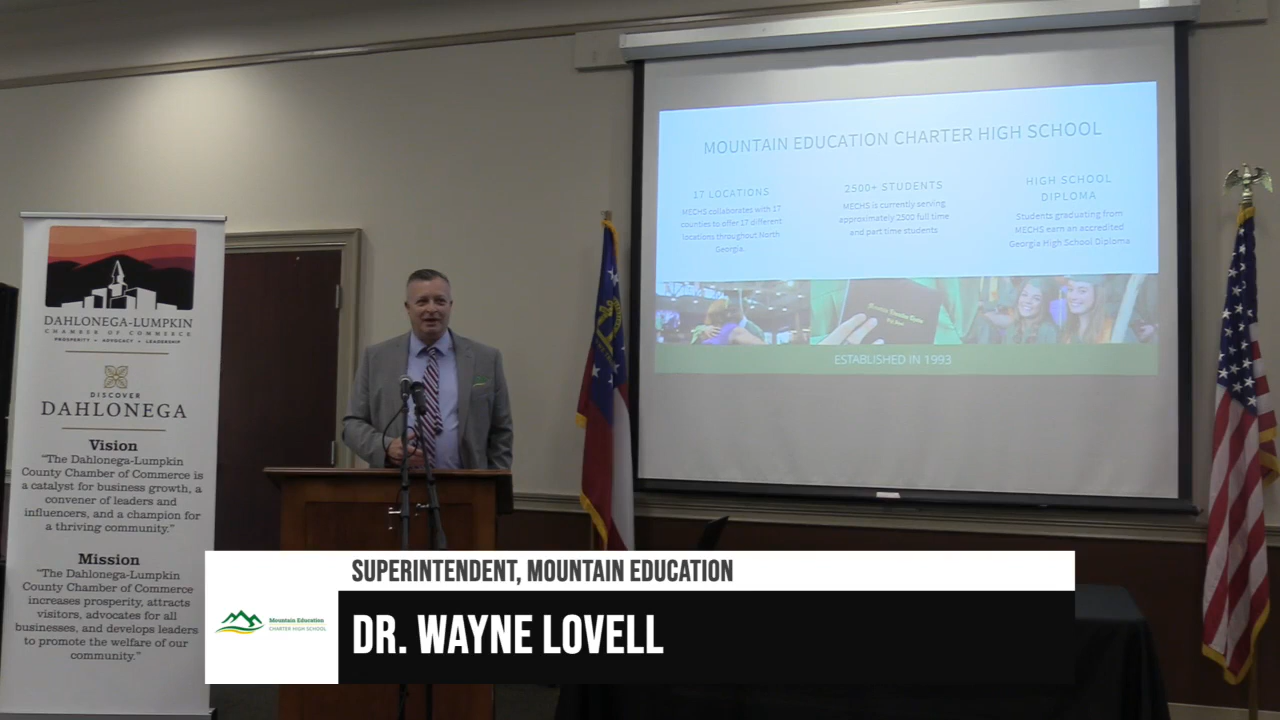 DAHLONEGA-LUMPKIN
CHAMBER OF COMMERCE
PROSPERITY • ADVOCACY • LEADERSHIP
DISCOVER
DAHLONEGA
Vision
"The Dahlonega-Lumpkin
County Chamber of Commerce is
a catalyst for business growth, a
convener of leaders and
influencers, and a champion for
a thriving community."
Mission
"The Dahlonega-Lumpkin
County Chamber of Commerce
increases prosperity, attracts
visitors, advocates for all
businesses, and develops leaders
to promote the welfare of our
community."
MOUNTAIN EDUCATION CHARTER HIGH SCHOOL
17 LOCATIONS
MECHS collaborates with 17
counties to offer 17 different
locations throughout North
Georgia
2500+ STUDENTS
MECHS is currently serving
approximately 2500 full time
and part time students
HIGH SCHOOL
DIPLOMA
Students graduating from
MECHS earn an accredited
Georgia High School Diploma
ESTABLISHED IN 1993
SUPERINTENDENT, MOUNTAIN EDUCATION
DR. WAYNE LOVELL
Mountain Education
CHARTER HIGH SCHOOL